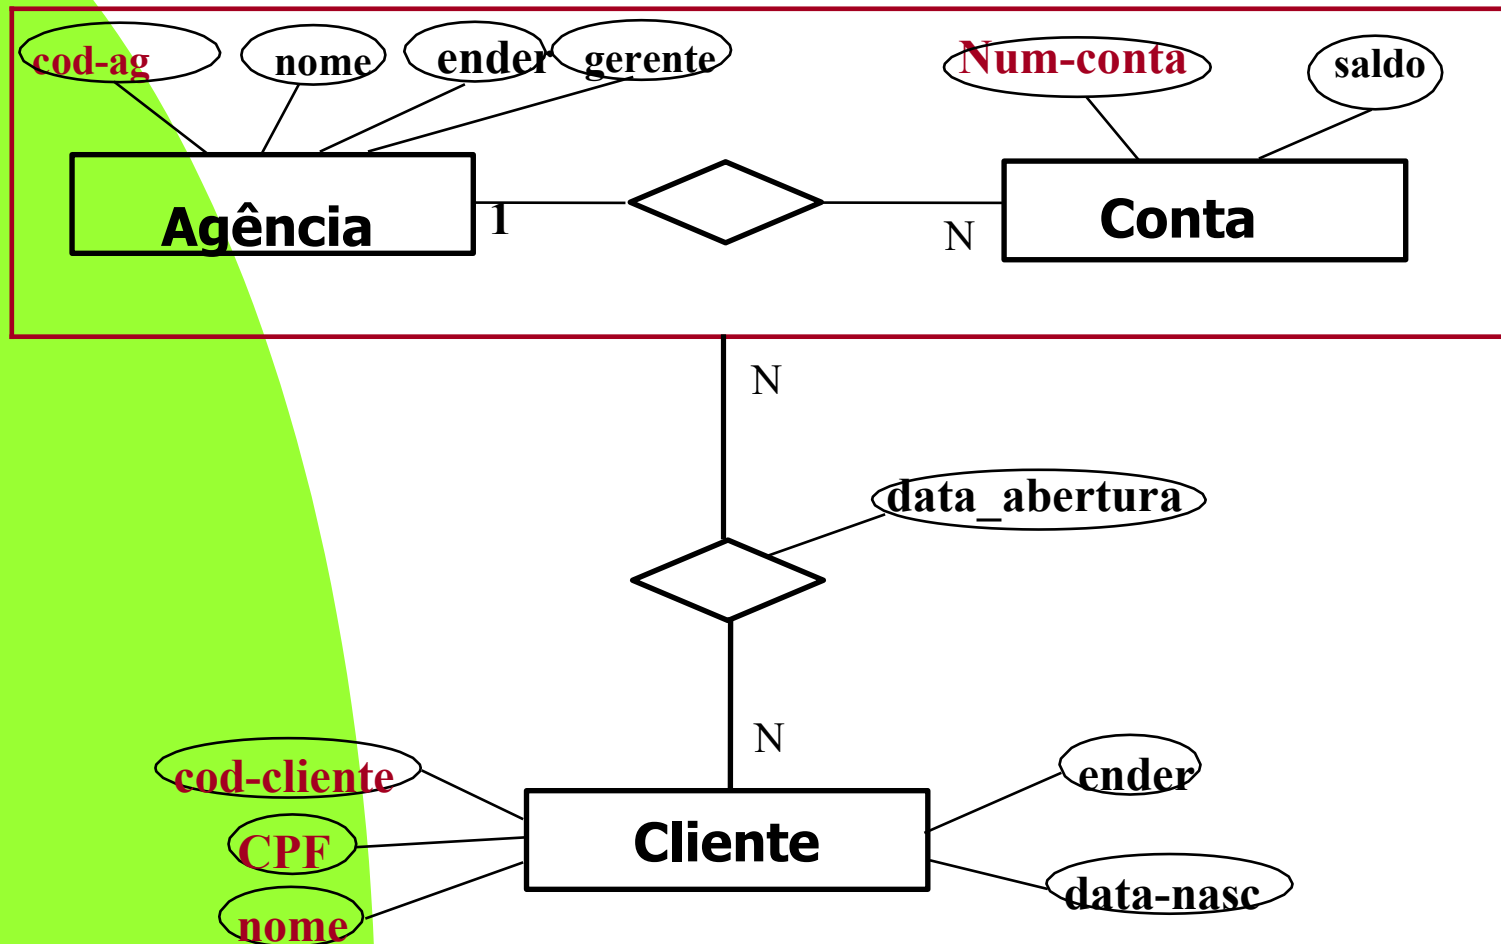 cod-ag
nome
ender
gerente
Num-conta
saldo
Agência
1
N
Conta
N
data_abertura
N
cod-cliente
CPF
nome
Cliente
ender
data-nasc